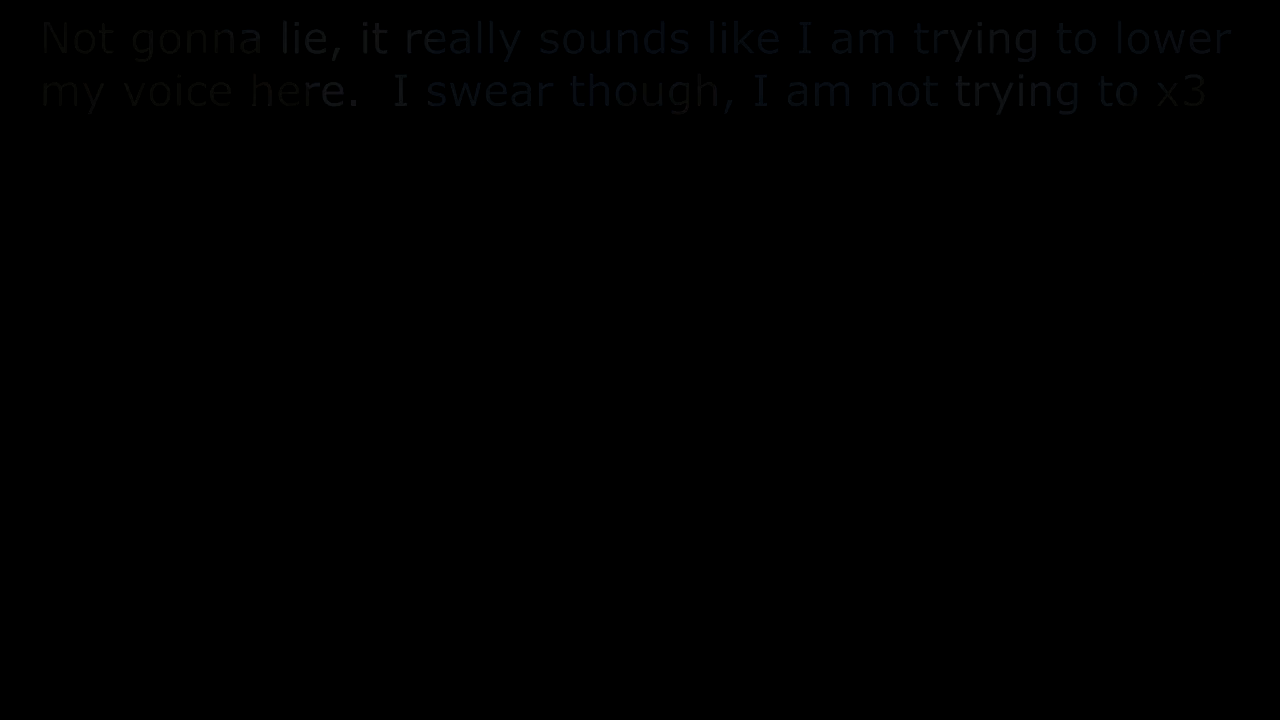 Not gonna lie, it really sounds like I am trying to lower
my voice here.  I swear though, I am not trying to x3